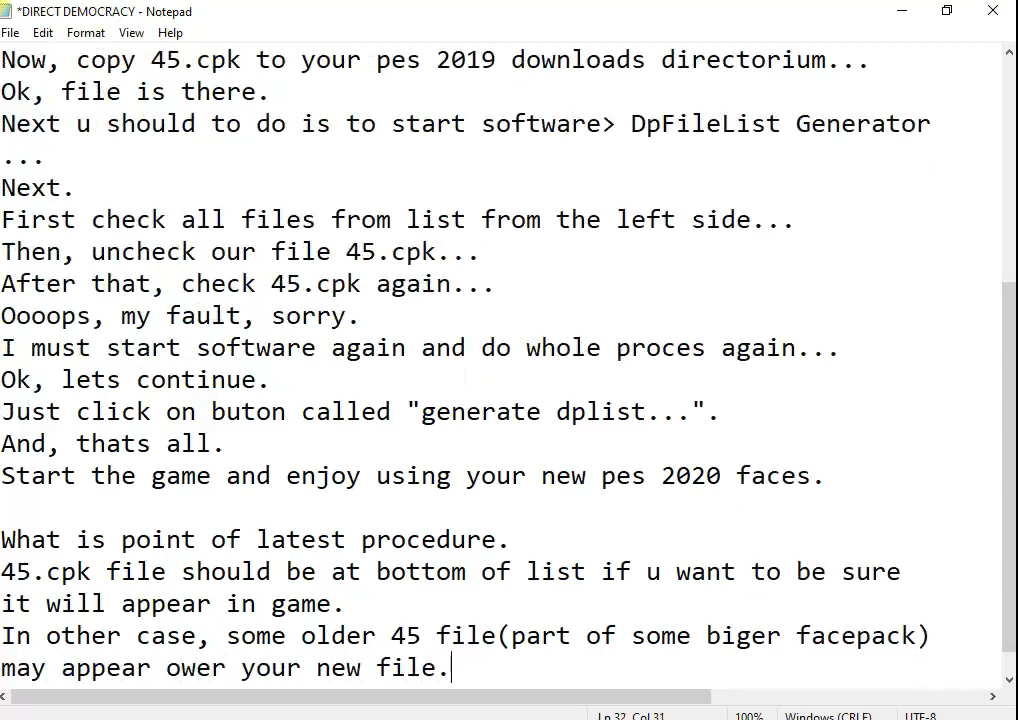 *DIRECT DEMOCRACY - Notepad
File Edit Format View Help
Now, copy 45.cpk to your pes 2019 downloads directorium...
Ok, file is there.
Next u should to do is to start software> DpFileList Generator
...
Next.
First check all files from list from the left side...
Then, uncheck our file 45.cpk...
After that, check 45.cpk again...
Oooops, my fault, sorry.
I must start software again and do whole proces again...
Ok, lets continue.
Just click on buton called "generate dplist...".
And, thats all.
Start the game and enjoy using your new pes 2020 faces.
What is point of latest procedure.
45.cpk file should be at bottom of list if u want to be sure
it will appear in game.
In other case, some older 45 file(part of some biger facepack)
may appear ower your new file.
Ln 32, Col 31 100% Windows (CRLF) UTF-8